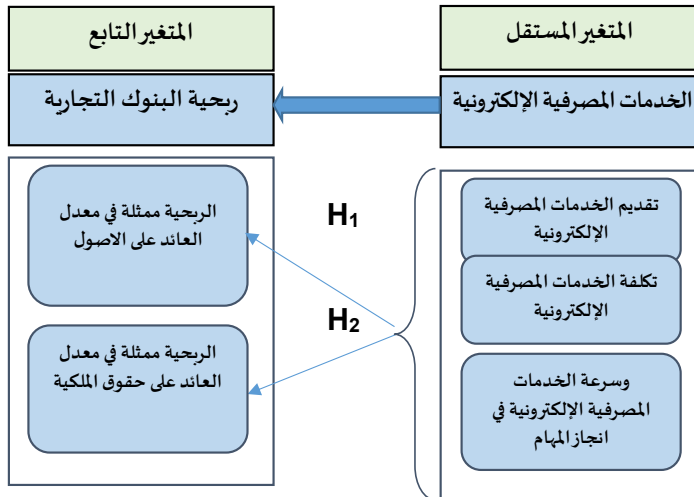 المتغير المستقل
المتغير التابع
الخدمات المصرفية الإلكترونية
ربحية البنوك التجارية
تقديم الخدمات المصرفية
الإلكترونية
تكلفة الخدمات المصرفية
الإلكترونية
وسرعة الخدمات
المصرفية الإلكترونية في
انجاز المهام
H₁
H₂
الربحية ممثلة في معدل
العائد على الاصول
الربحية ممثلة في معدل
العائد على حقوق الملكية